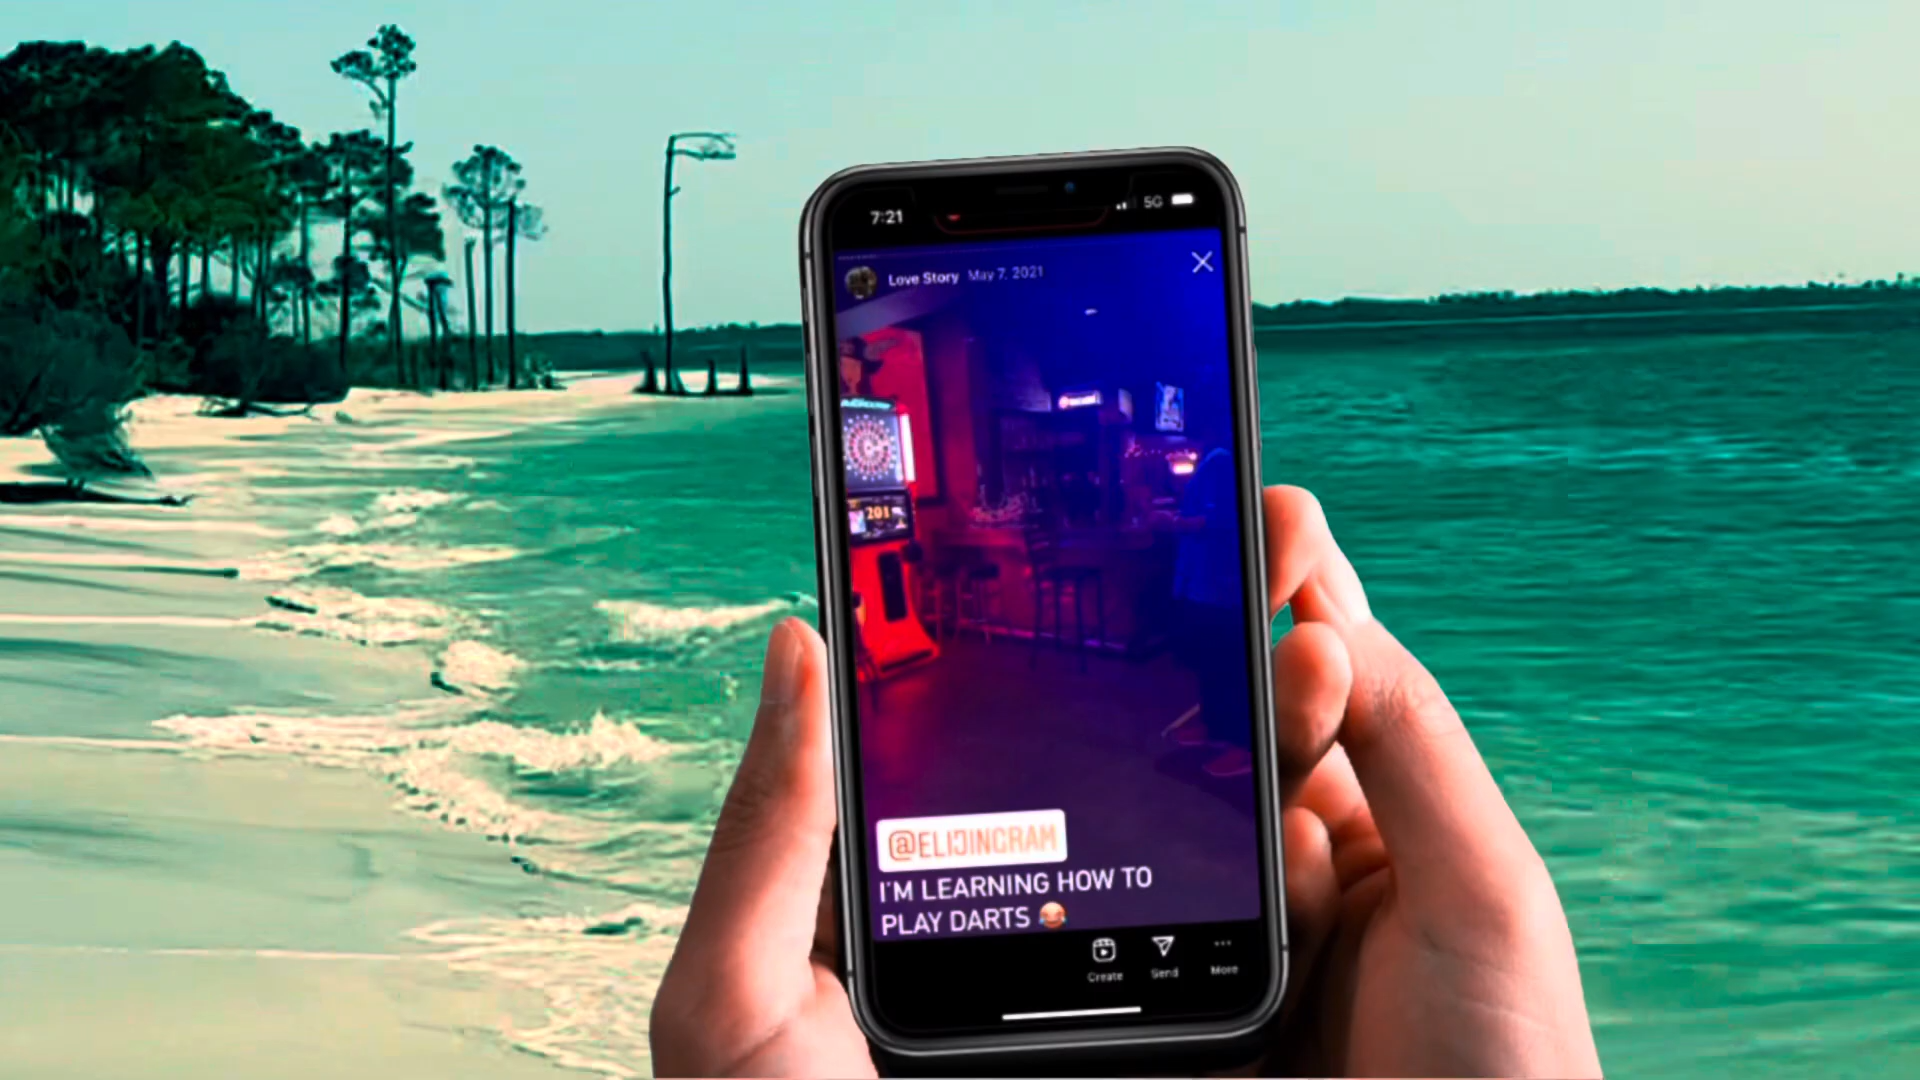 7:21
5G
Love Story May 7, 2021
201
@ELIJINGRAM
I'M LEARNING HOW TO
PLAY DARTS 😂
Create
Send
More